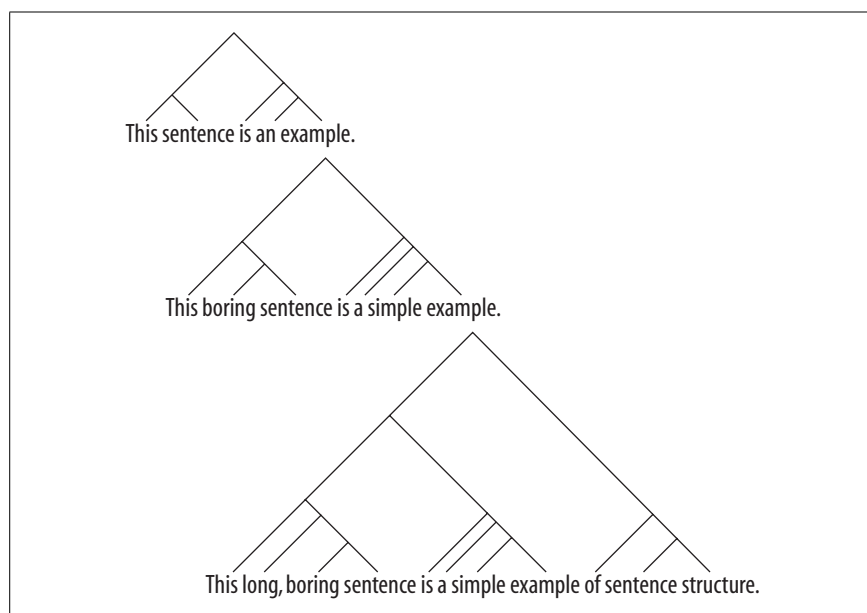 This sentence is an example.
This boring sentence is a simple example.
This long, boring sentence is a simple example of sentence structure.